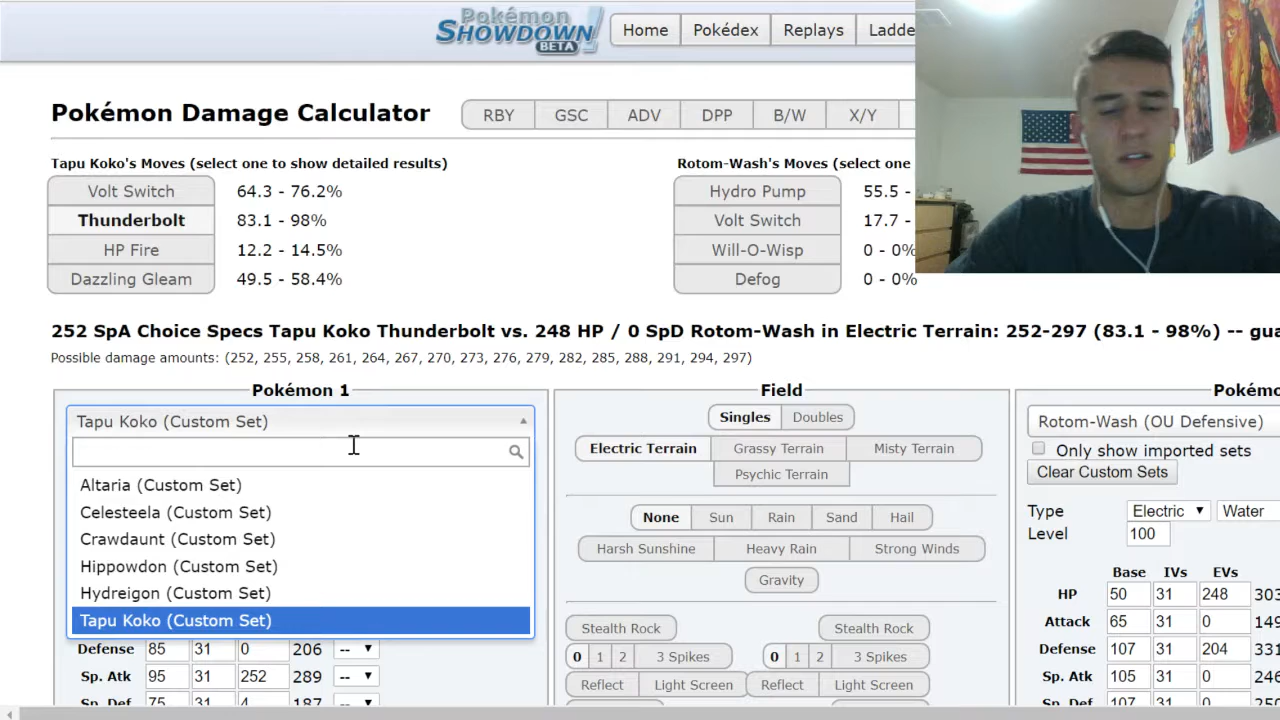 Pokémon
SHOWDOWN!
BETA
Home
Pokédex
Replays
Pokémon Damage Calculator
RBY
GSC
ADV
DPP
B/W
X/Y
Tapu Koko's Moves (select one to show detailed results)
Volt Switch 64.3 - 76.2%
Thunderbolt 83.1 - 98%
HP Fire 12.2 - 14.5%
Dazzling Gleam 49.5 - 58.4%
Rotom-Wash's Moves (select one
Hydro Pump 55.5 -
Volt Switch 17.7 -
Will-O-Wisp 0 - 0%
Defog 0 - 0%
252 SpA Choice Specs Tapu Koko Thunderbolt vs. 248 HP / 0 SpD Rotom-Wash in Electric Terrain: 252-297 (83.1 - 98%) --
Possible damage amounts: (252, 255, 258, 261, 264, 267, 270, 273, 276, 279, 282, 285, 288, 291, 294, 297)
Pokémon 1
Tapu Koko (Custom Set)
Altaria (Custom Set)
Celesteela (Custom Set)
Crawdaunt (Custom Set)
Hippowdon (Custom Set)
Hydreigon (Custom Set)
Tapu Koko (Custom Set)
Defense 85 31 0 206 --
Sp. Atk 95 31 252 289 --
Sp. Def 75 31 4 187 --
Field
Singles
Doubles
Electric Terrain
Grassy Terrain
Misty Terrain
Psychic Terrain
None
Sun
Rain
Sand
Hail
Harsh Sunshine
Heavy Rain
Strong Winds
Gravity
Stealth Rock
Stealth Rock
0 1 2 3 Spikes
0 1 2 3 Spikes
Reflect
Light Screen
Reflect
Light Screen
Rotom-Wash (OU Defensive)
Only show imported sets
Clear Custom Sets
Type Electric Water
Level 100
Base IVs EVs
HP 50 31 248 303
Attack 65 31 0 149
Defense 107 31 204 331
Sp. Atk 105 31 0 246
Sp. Def 107 31